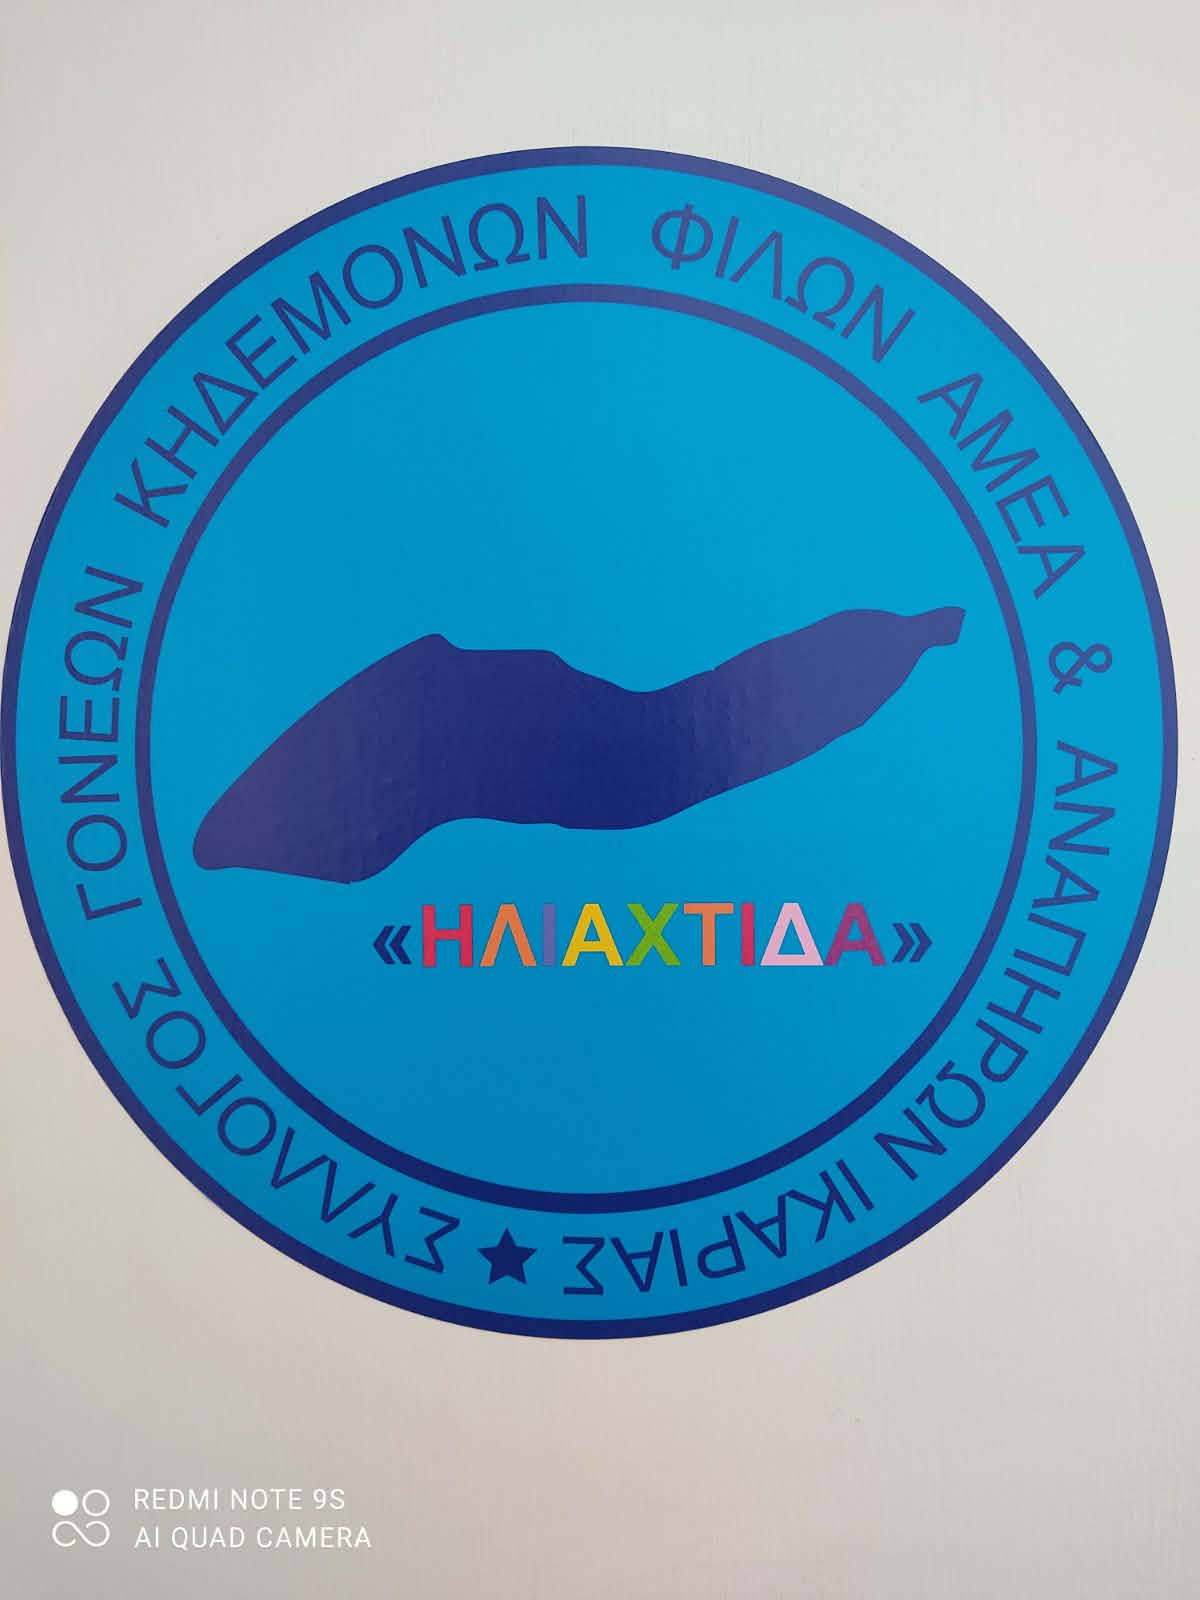 ΣΥΛΛΟΓΟΣ ΓΟΝΕΩΝ ΚΗΔΕΜΟΝΩΝ ΦΙΛΩΝ ΑΜΕΑ & ΑΝΑΠΗΡΩΝ ΙΚΑΡΙΑΣ ★
«ΗΛΙΑΧΤΙΔΑ»
REDMI NOTE 9S
AI QUAD CAMERA